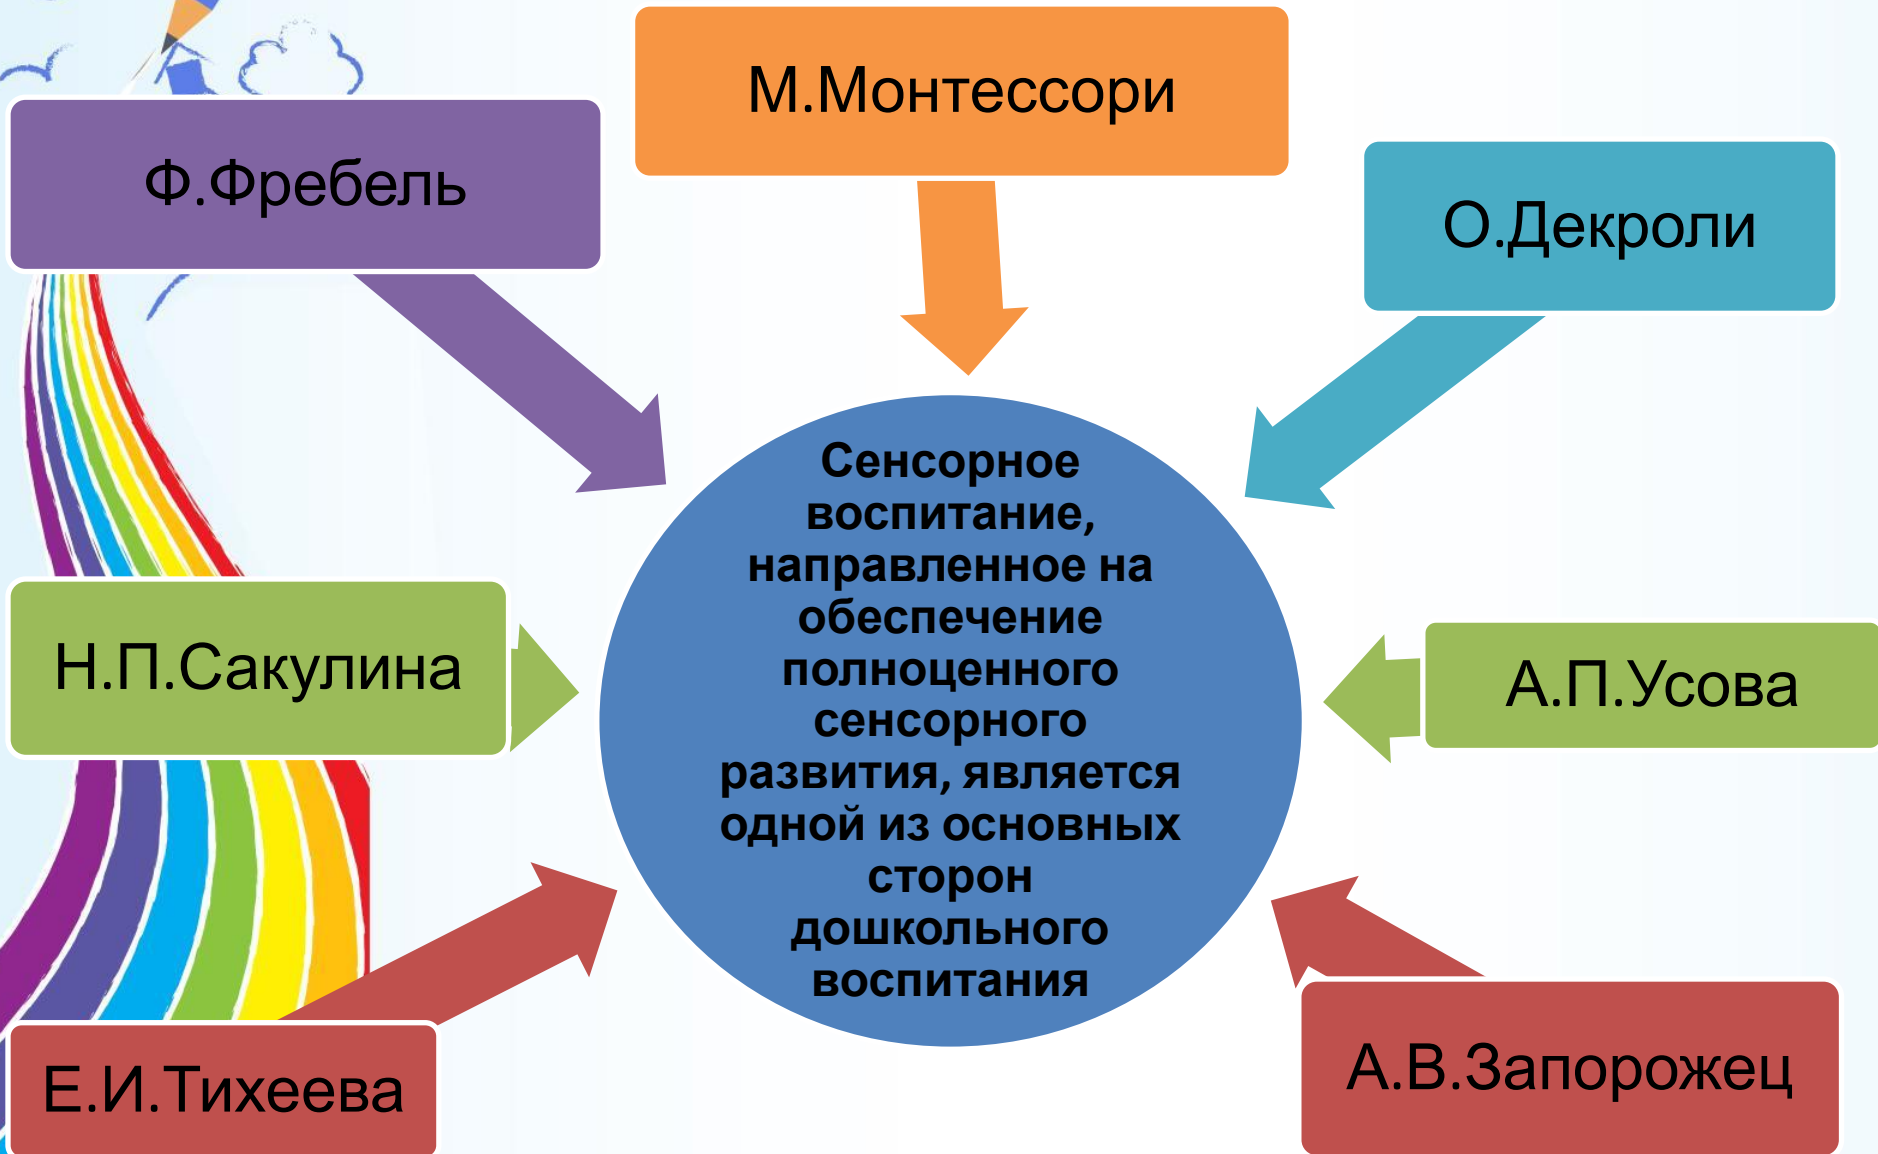 М.Монтессори
Ф.Фребель
О.Декроли
Сенсорное
воспитание,
направленное на
обеспечение
полноценного
сенсорного
развития, является
одной из основных
сторон
дошкольного
воспитания
Н.П.Сакулина
А.П.Усова
Е.И.Тихеева
А.В.Запорожец